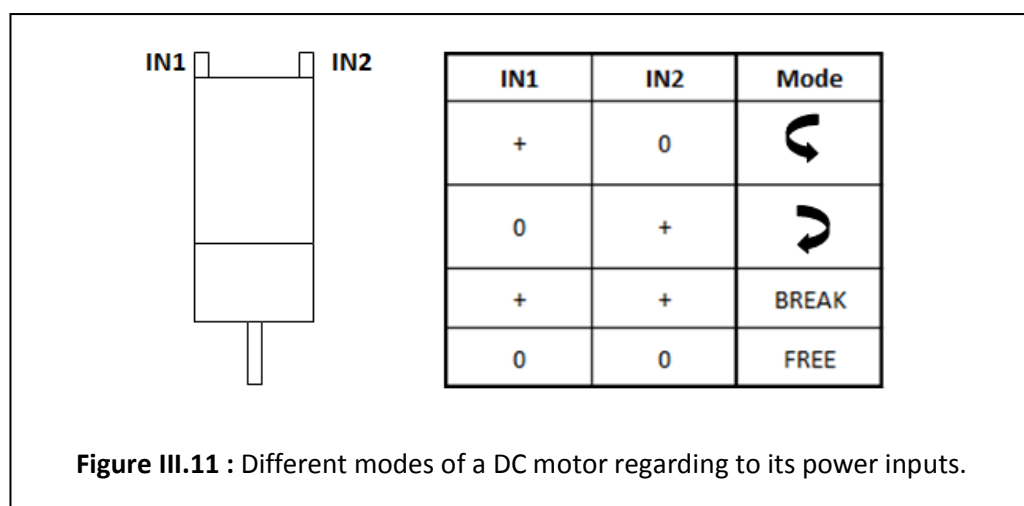 IN1 IN2
IN1 IN2 Mode
+ 0
0 +
+ + BREAK
0 0 FREE
Figure III.11 : Different modes of a DC motor regarding to its power inputs.